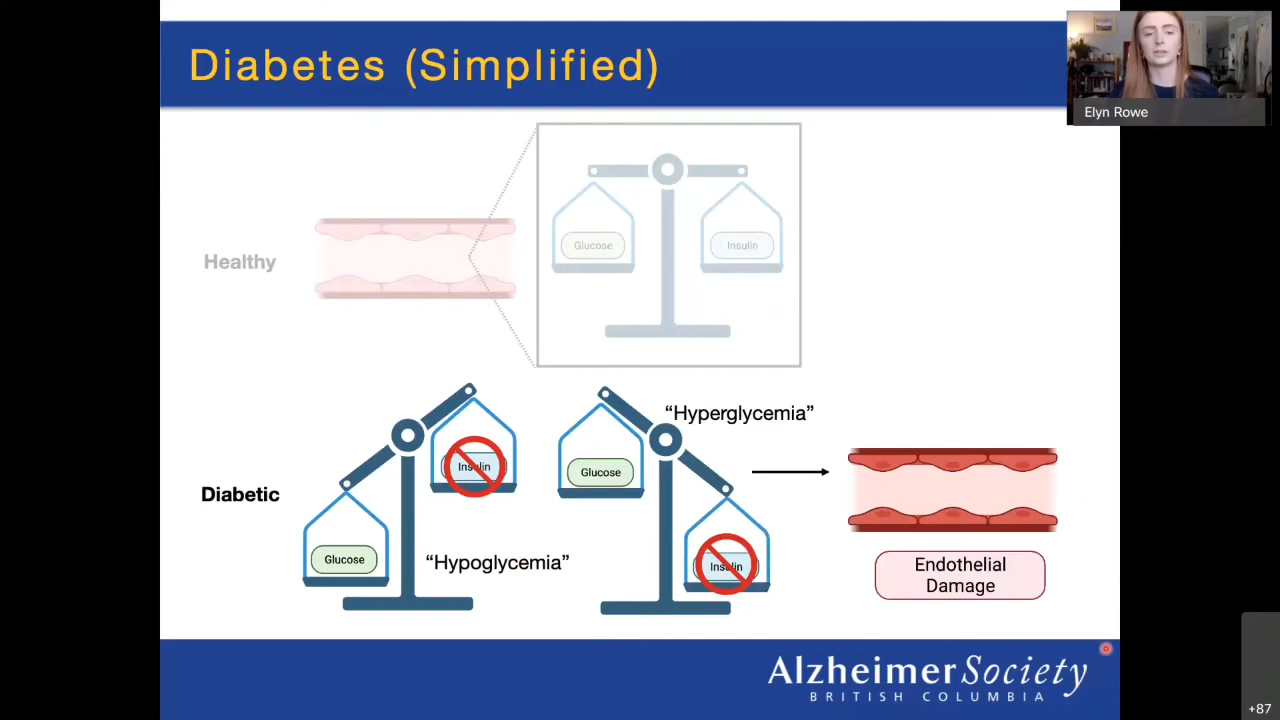 Diabetes (Simplified)
Elyn Rowe
Healthy
Glucose
Insulin
"Hyperglycemia"
Diabetic
Glucose
Insulin
"Hypoglycemia"
Glucose
Insulin
Endothelial
Damage
Alzheimer Society
BRITISH COLUMBIA
+87